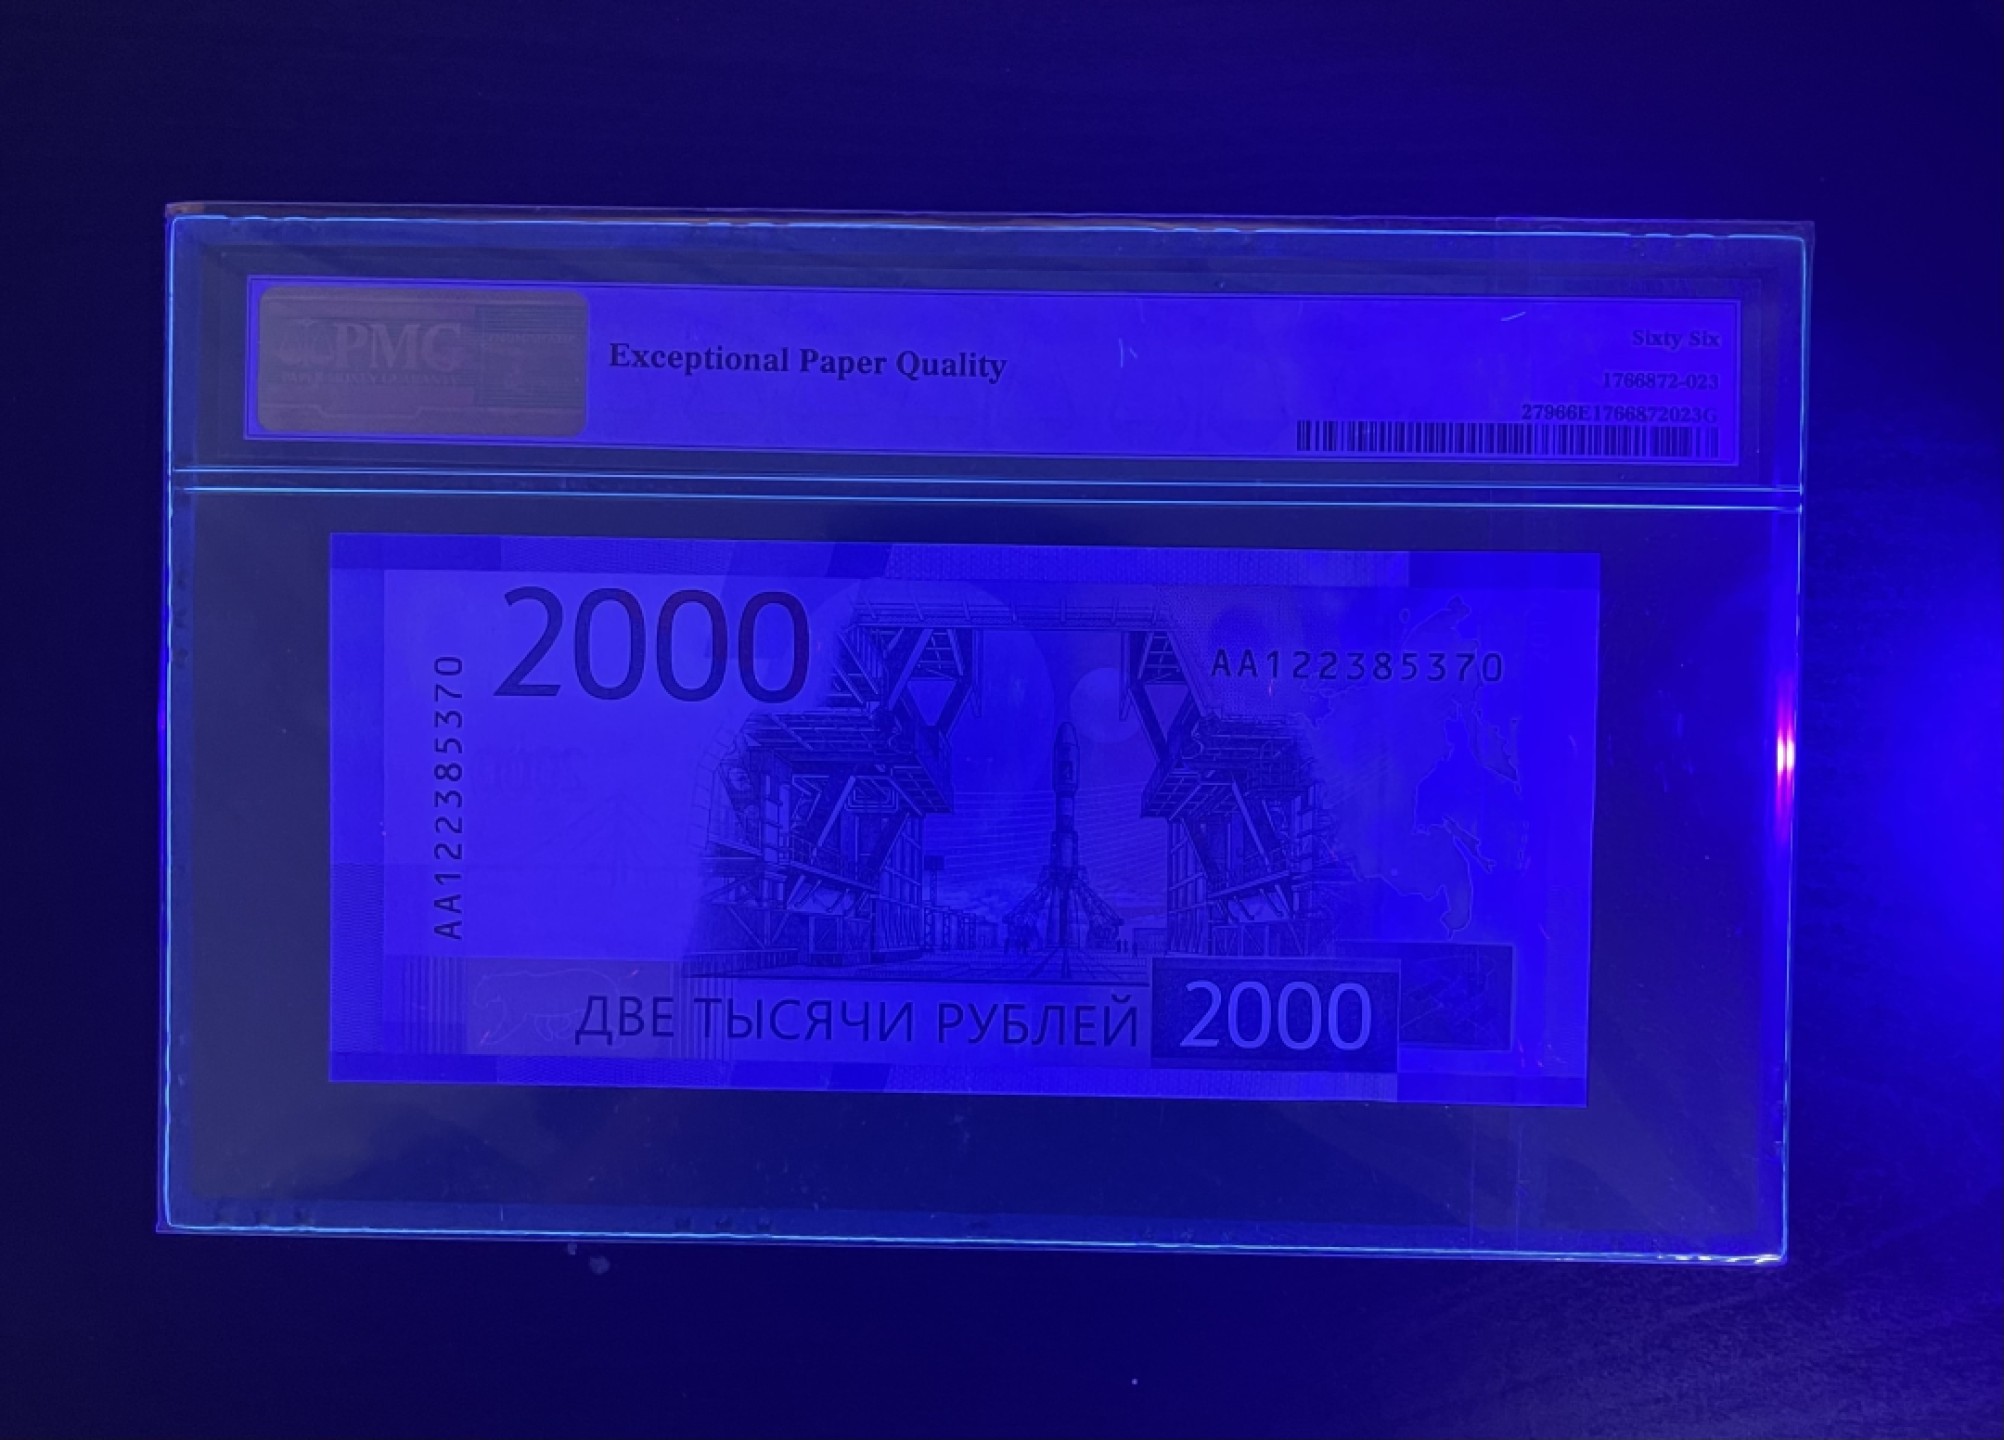 PMG
Exceptional Paper Quality
Sixty Six
1766872-023
27966E1766872023G
2000
AA122385370
AA122385370
ДВЕ ТЫСЯЧИ РУБЛЕЙ
2000